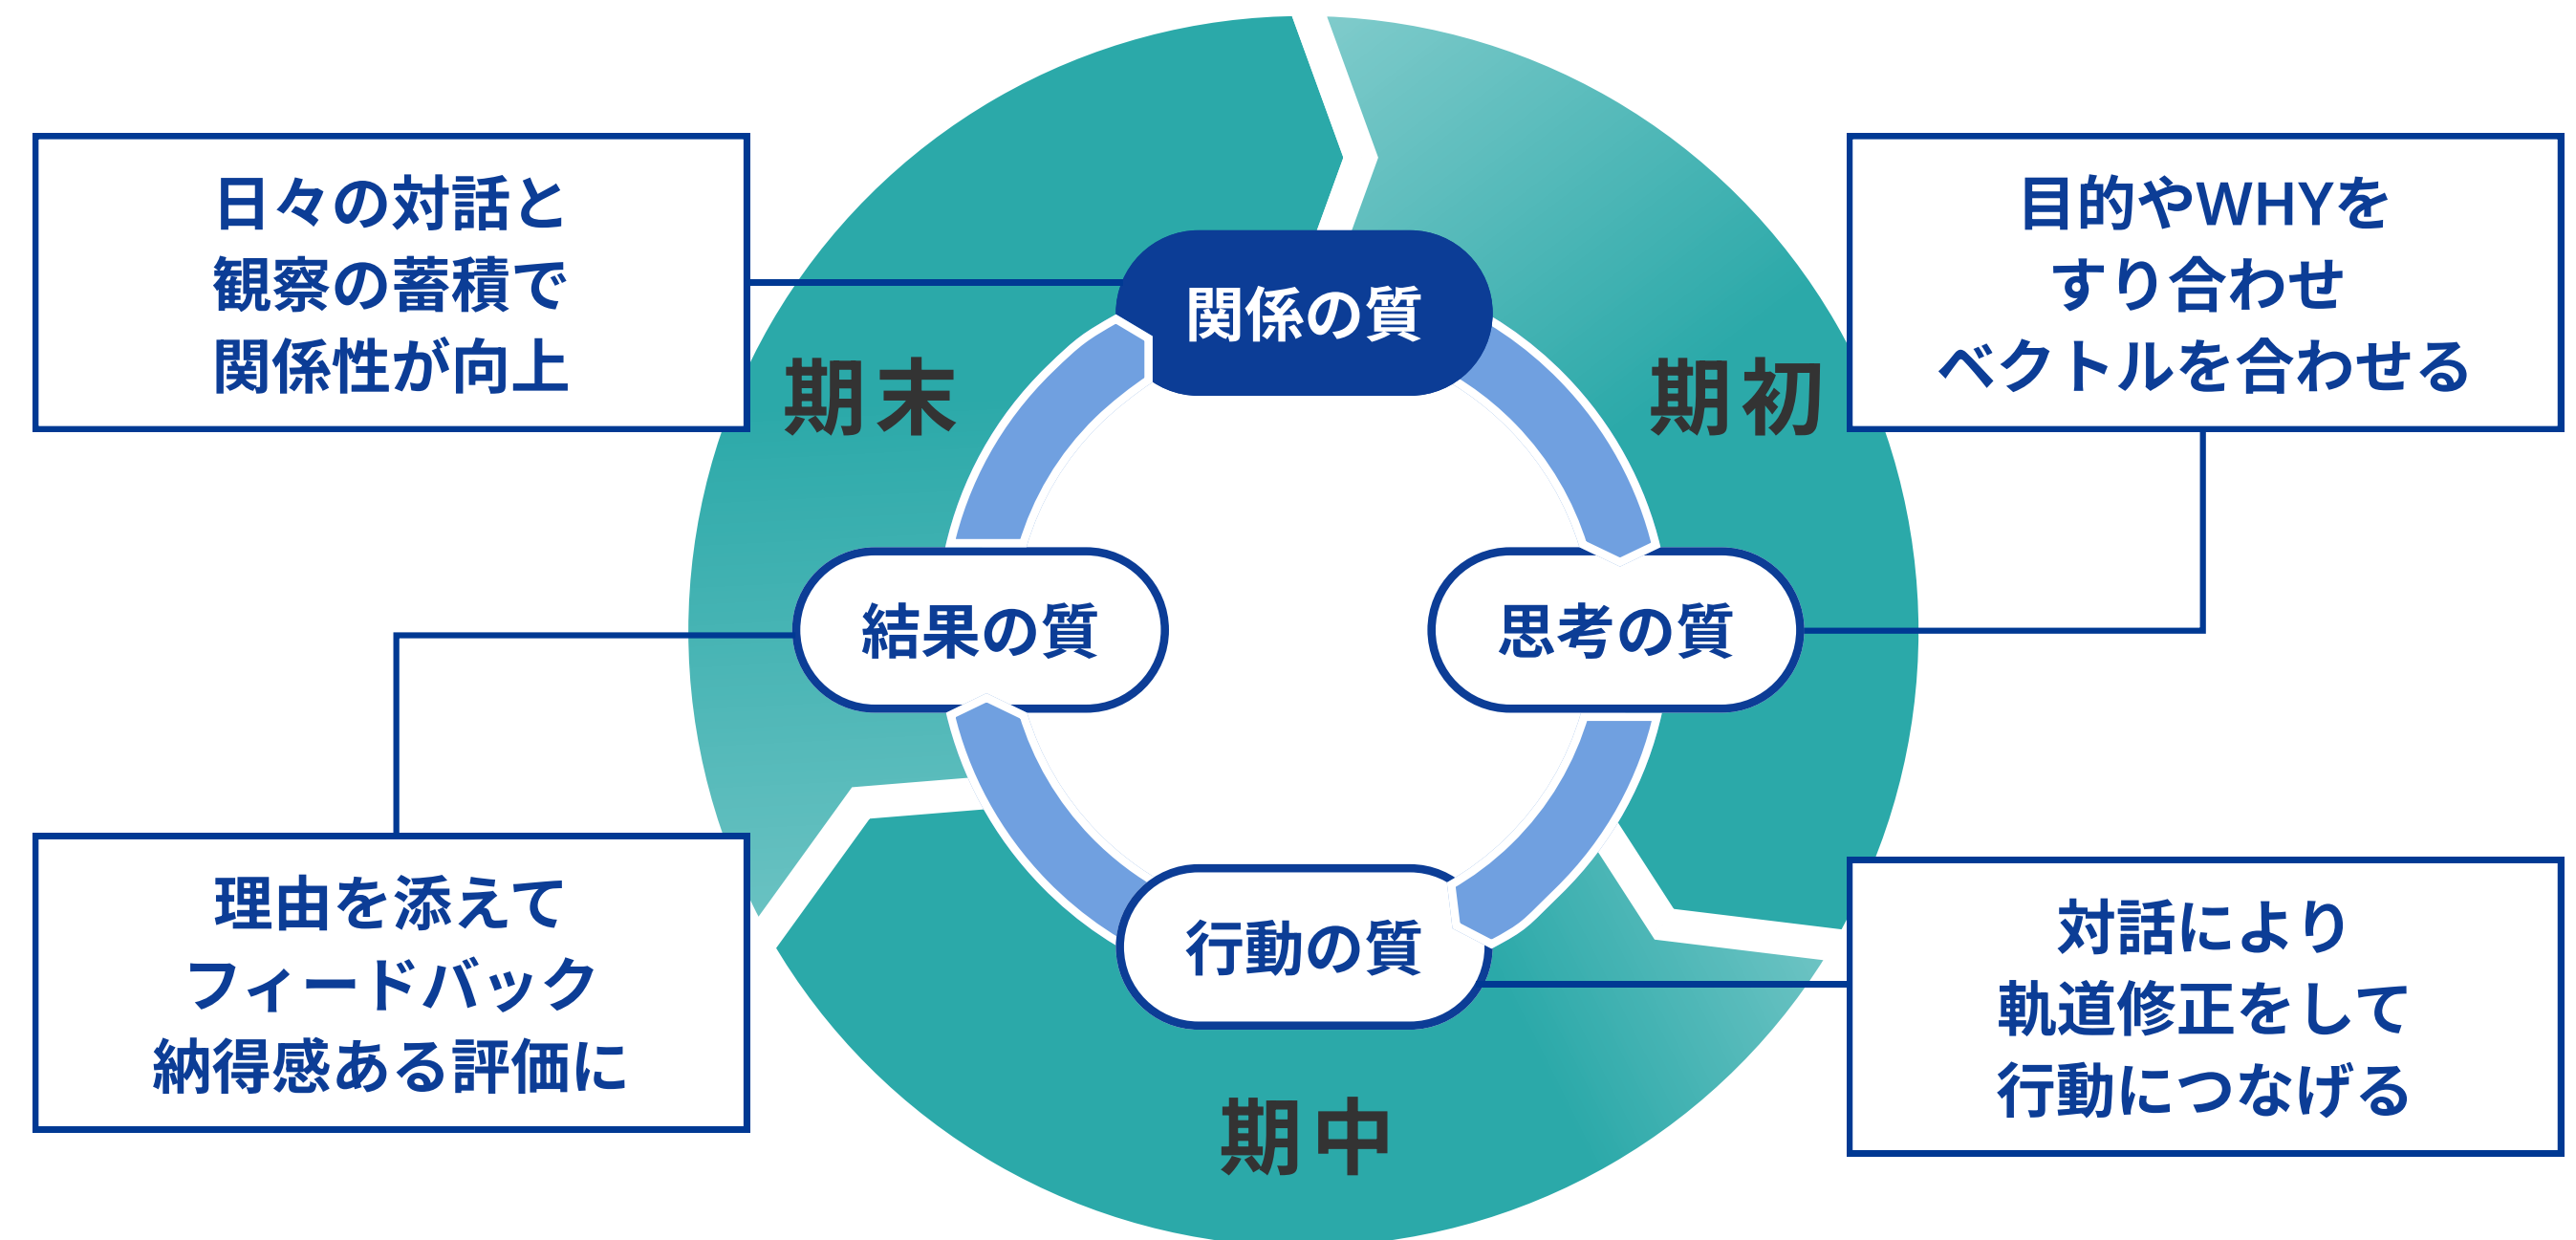 日々の対話と
観察の蓄積で
関係性が向上
目的やWHYを
すり合わせ
ベクトルを合わせる
関係の質
期末
期初
結果の質
思考の質
理由を添えて
フィードバック
納得感ある評価に
行動の質
対話により
軌道修正をして
行動につなげる
期中